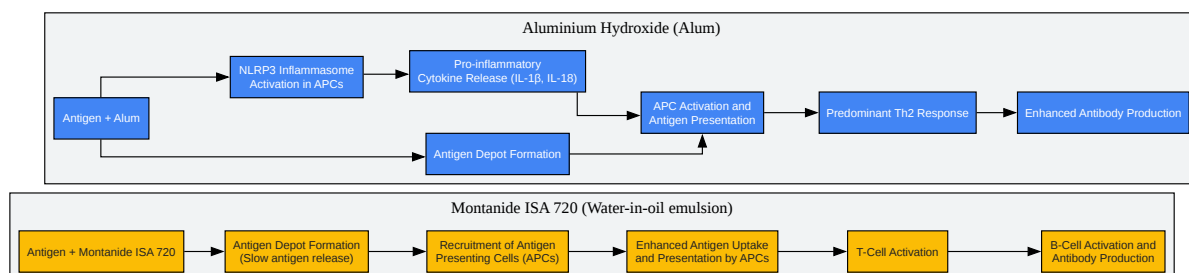 Aluminium Hydroxide (Alum)
Antigen + Alum
NLRP3 Inflammasome
Activation in APCs
Pro-inflammatory
Cytokine Release (IL-1β, IL-18)
Antigen Depot Formation
APC Activation and
Antigen Presentation
Predominant Th2 Response
Enhanced Antibody Production
Montanide ISA 720 (Water-in-oil emulsion)
Antigen + Montanide ISA 720
Antigen Depot Formation
(Slow antigen release)
Recruitment of Antigen
Presenting Cells (APCs)
Enhanced Antigen Uptake
and Presentation by APCs
T-Cell Activation
B-Cell Activation and
Antibody Production